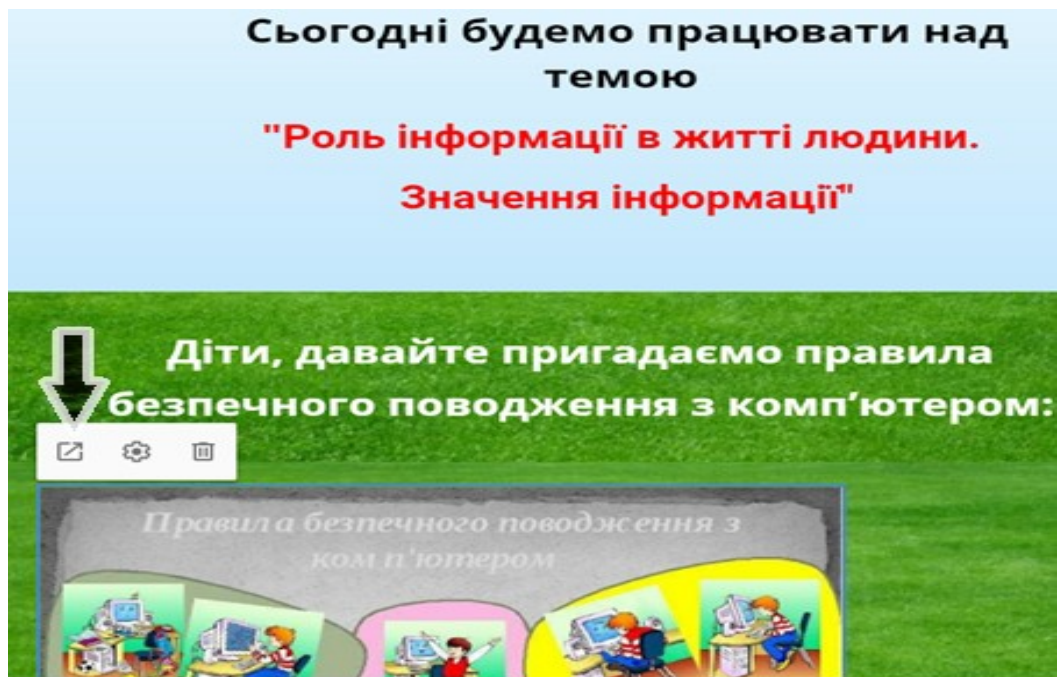 Сьогодні будемо працювати над
темою
"Роль інформації в житті людини.
Значення інформації"
Діти, давайте пригадаємо правила
безпечного поводження з комп’ютером:
Правила безпечного поводження з
ком п'ютером